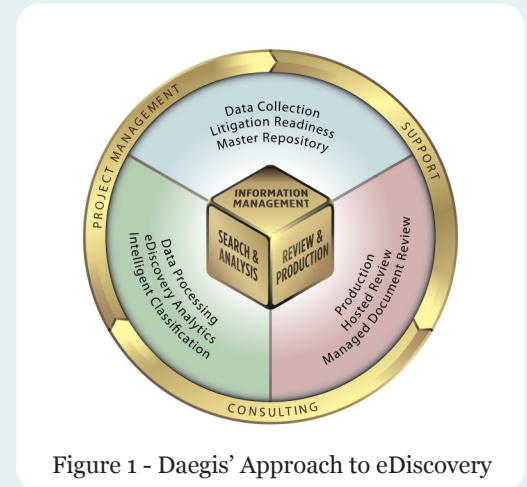 PROJECT MANAGEMENT
SUPPORT
Data Collection
Litigation Readiness
Master Repository
INFORMATION
MANAGEMENT
SEARCH &
ANALYSIS
REVIEW &
PRODUCTION
Data Processing
eDiscovery Analytics
Intelligent Classification
Production
Hosted Review
Managed Document Review
CONSULTING
Figure 1 - Daegis’ Approach to eDiscovery